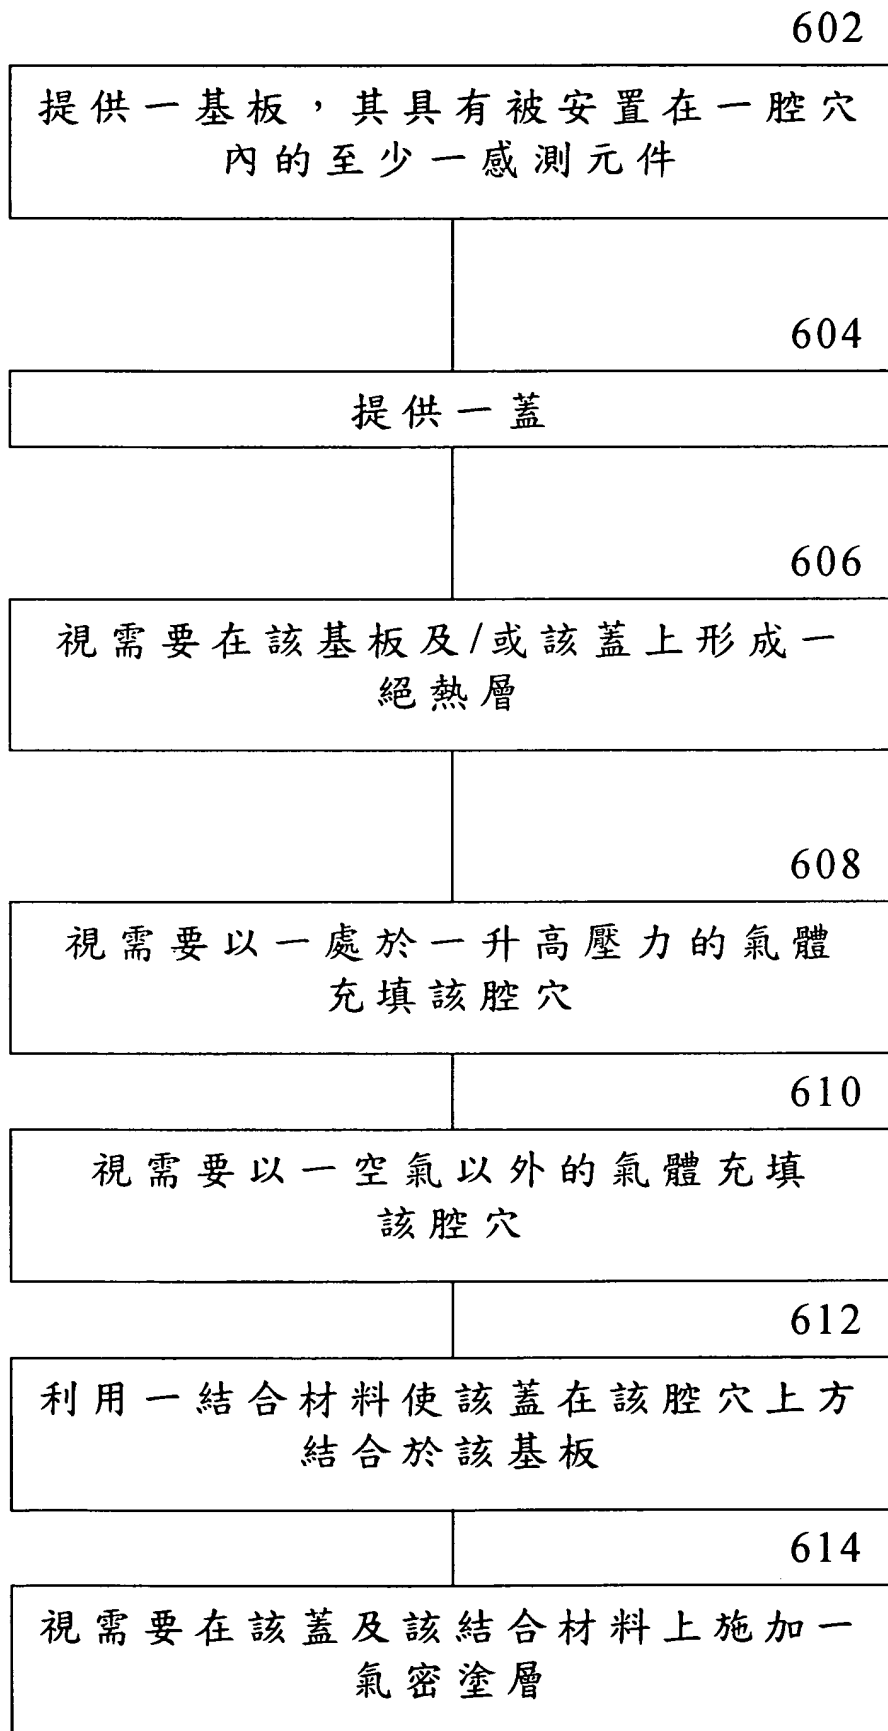 602
提供一基板，其具有被安置在一腔穴
內的至少一感測元件
604
提供一蓋
606
視需要在該基板及/或該蓋上形成一
絕熱層
608
視需要以一處於一升高壓力的氣體
充填該腔穴
610
視需要以一空氣以外的氣體充填
該腔穴
612
利用一結合材料使該蓋在該腔穴上方
結合於該基板
614
視需要在該蓋及該結合材料上施加一
氣密塗層